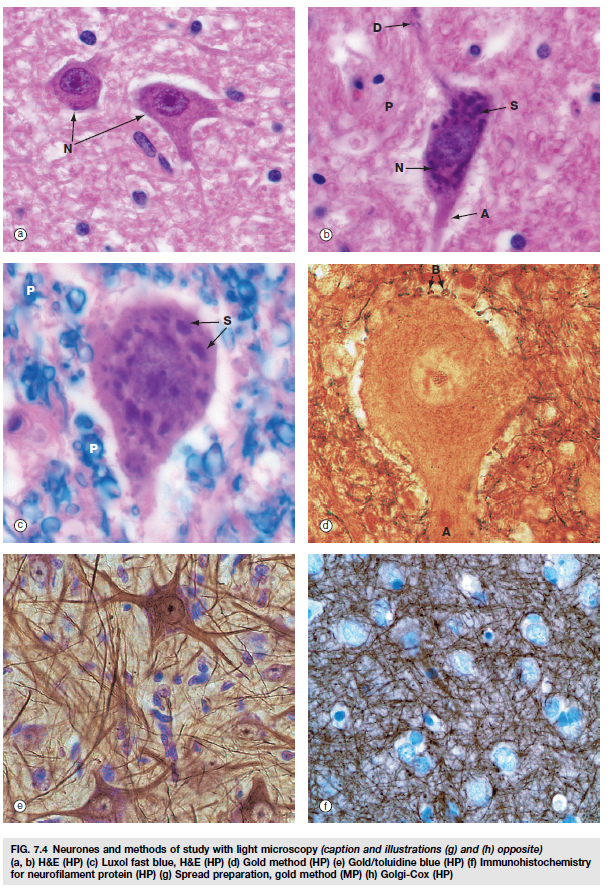 N
a
D
P
S
N
A
b
P
S
P
c
B
A
d
e
f
FIG. 7.4 Neurones and methods of study with light microscopy (caption and illustrations (g) and (h) opposite)
(a, b) H&E (HP) (c) Luxol fast blue, H&E (HP) (d) Gold method (HP) (e) Gold/toluidine blue (HP) (f) Immunohistochemistry
for neurofilament protein (HP) (g) Spread preparation, gold method (MP) (h) Golgi-Cox (HP)